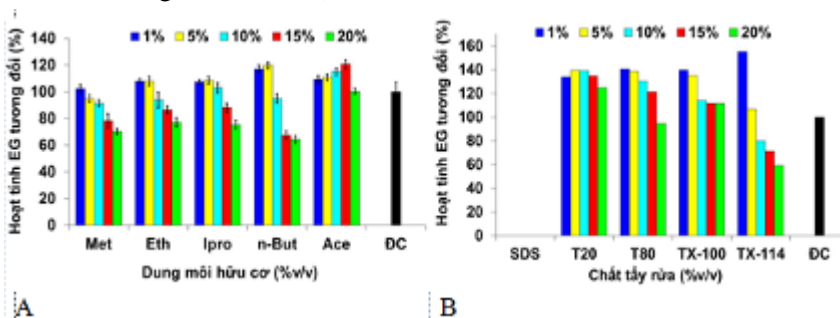 1% 5% 10% 15% 20%
Hoạt tính EG tương đối (%)
140
120
100
80
60
40
20
0
Met Eth Ipro n-But Ace ĐC
Dung môi hữu cơ (%v/v)
A
1% 5% 10% 15% 20%
Hoạt tính EG tương đối (%)
160
140
120
100
80
60
40
20
0
SDS T20 T80 TX-100 TX-114 ĐC
Chất tẩy rửa (%v/v)
B